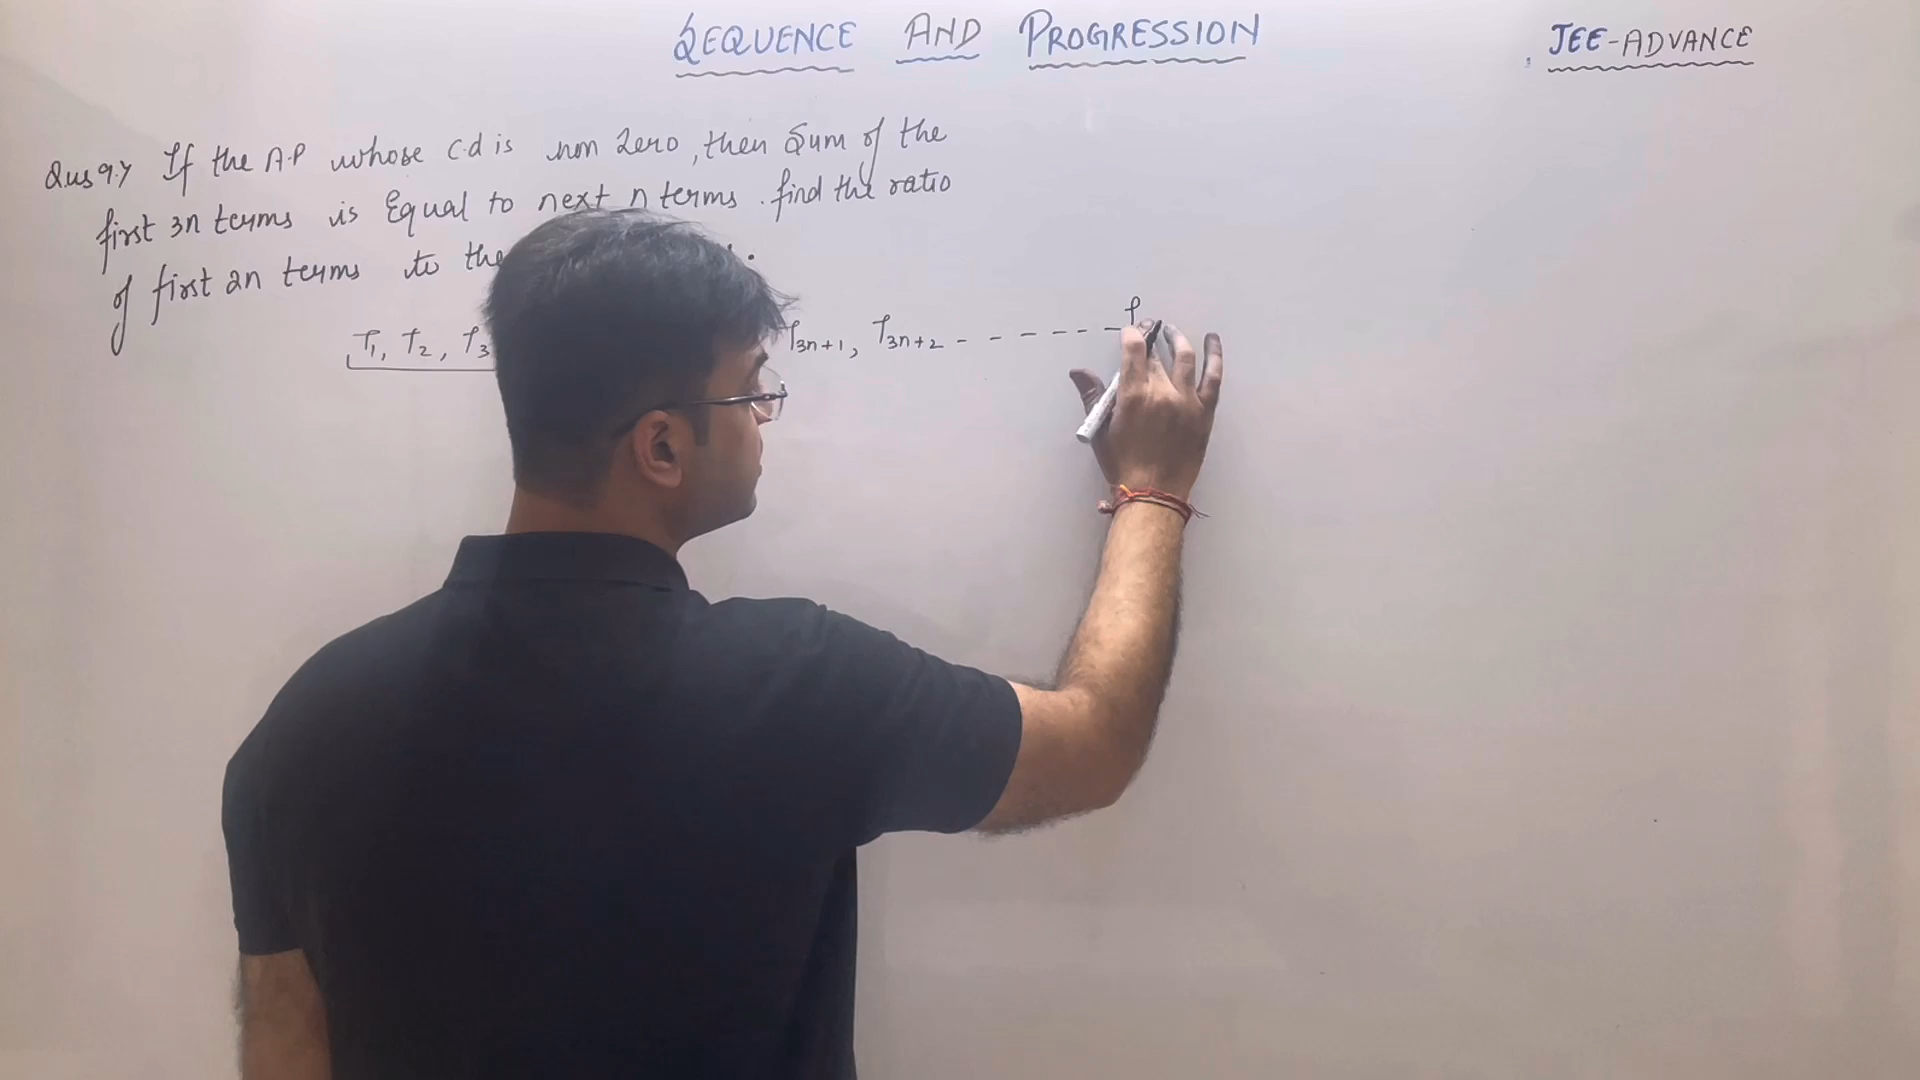 SEQUENCE AND PROGRESSION
JEE-ADVANCE
Qus 9.) If the A.P whose c.d is non zero, then Sum of the
first 3n terms is Equal to next n terms. find the ratio
of first 2n terms to the
T1, T2, T3 T3n+1, T3n+2 - - - - - -